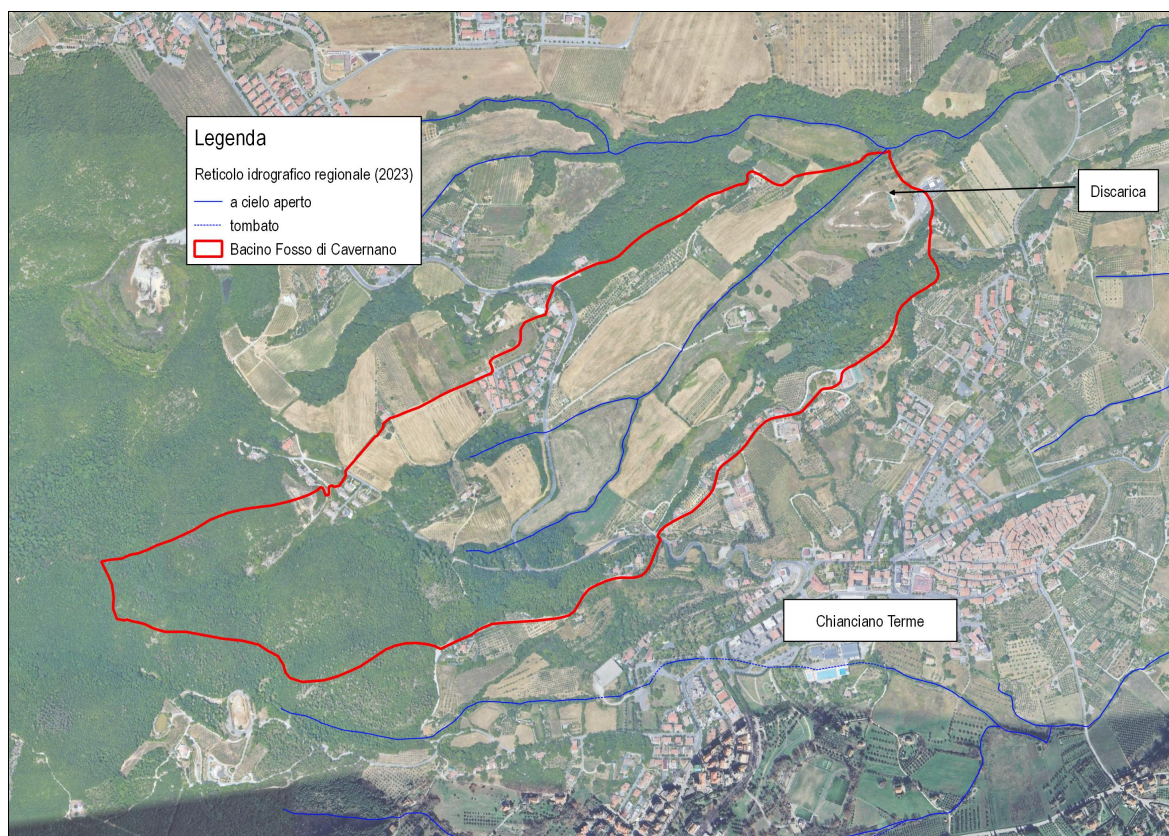 Legenda
Reticolo idrografico regionale (2023)
a cielo aperto
tombato
Bacino Fosso di Cavernano
Discarica
Chianciano Terme